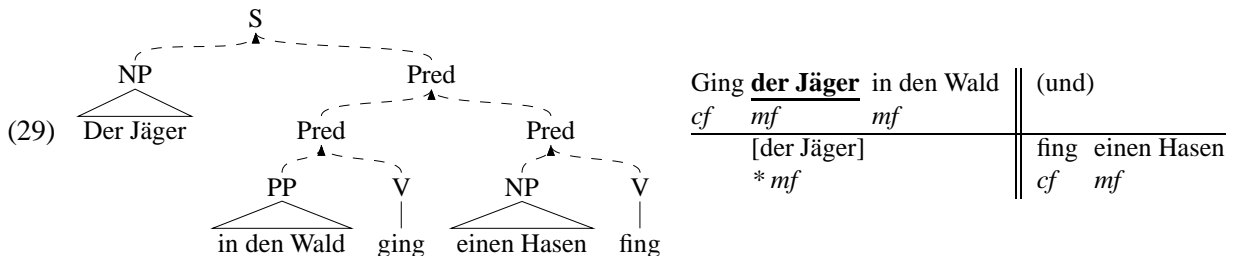 S
NP Pred
(29) Der Jäger Pred Pred
PP V NP V
in den Wald ging einen Hasen fing
Ging der Jäger in den Wald (und)
cf mf mf
[der Jäger] fing einen Hasen
* mf cf mf